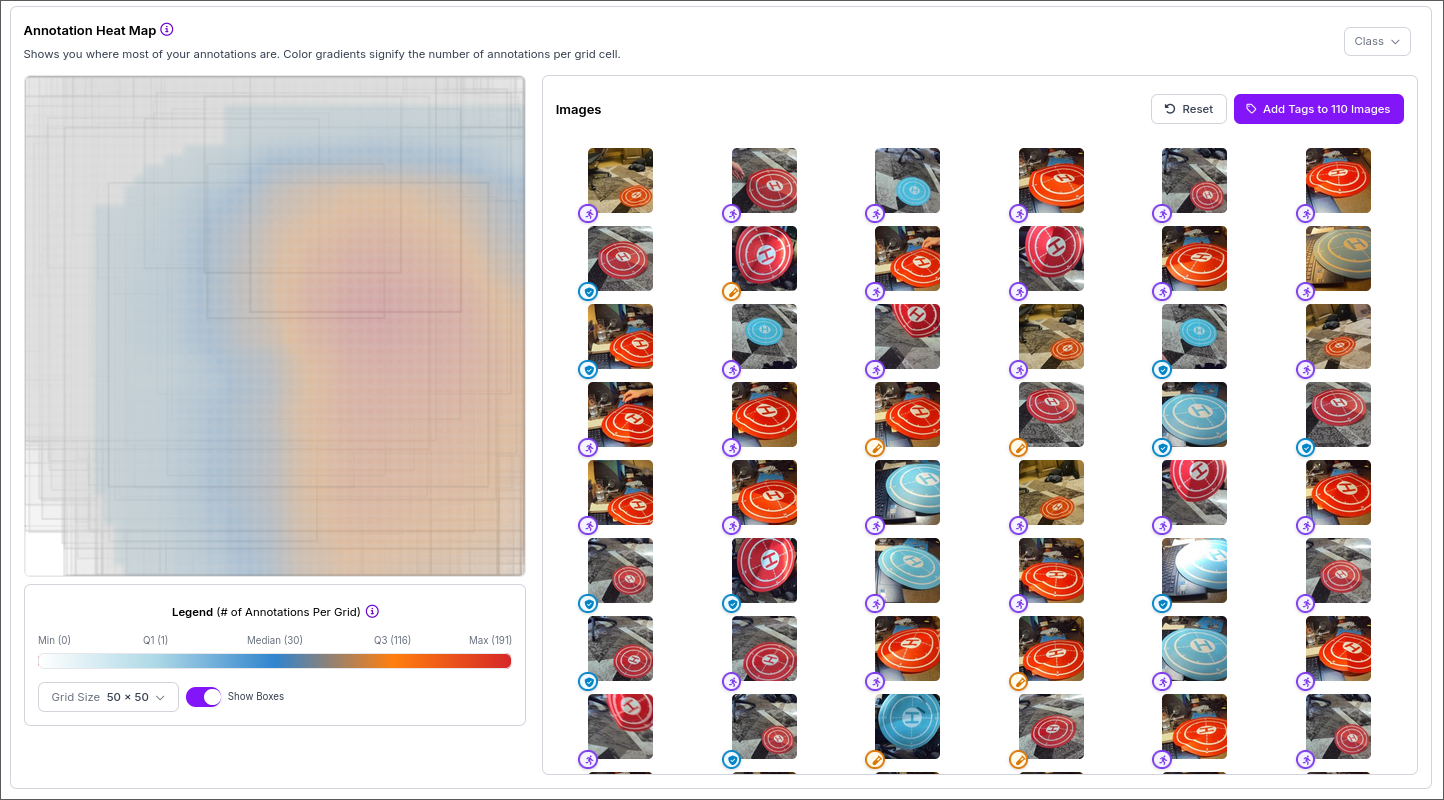 Annotation Heat Map
Shows you where most of your annotations are. Color gradients signify the number of annotations per grid cell.
Class
Images
Reset
Add Tags to 110 Images
Legend (# of Annotations Per Grid)
Min (0) Q1 (1) Median (30) Q3 (116) Max (191)
Grid Size 50 × 50
Show Boxes